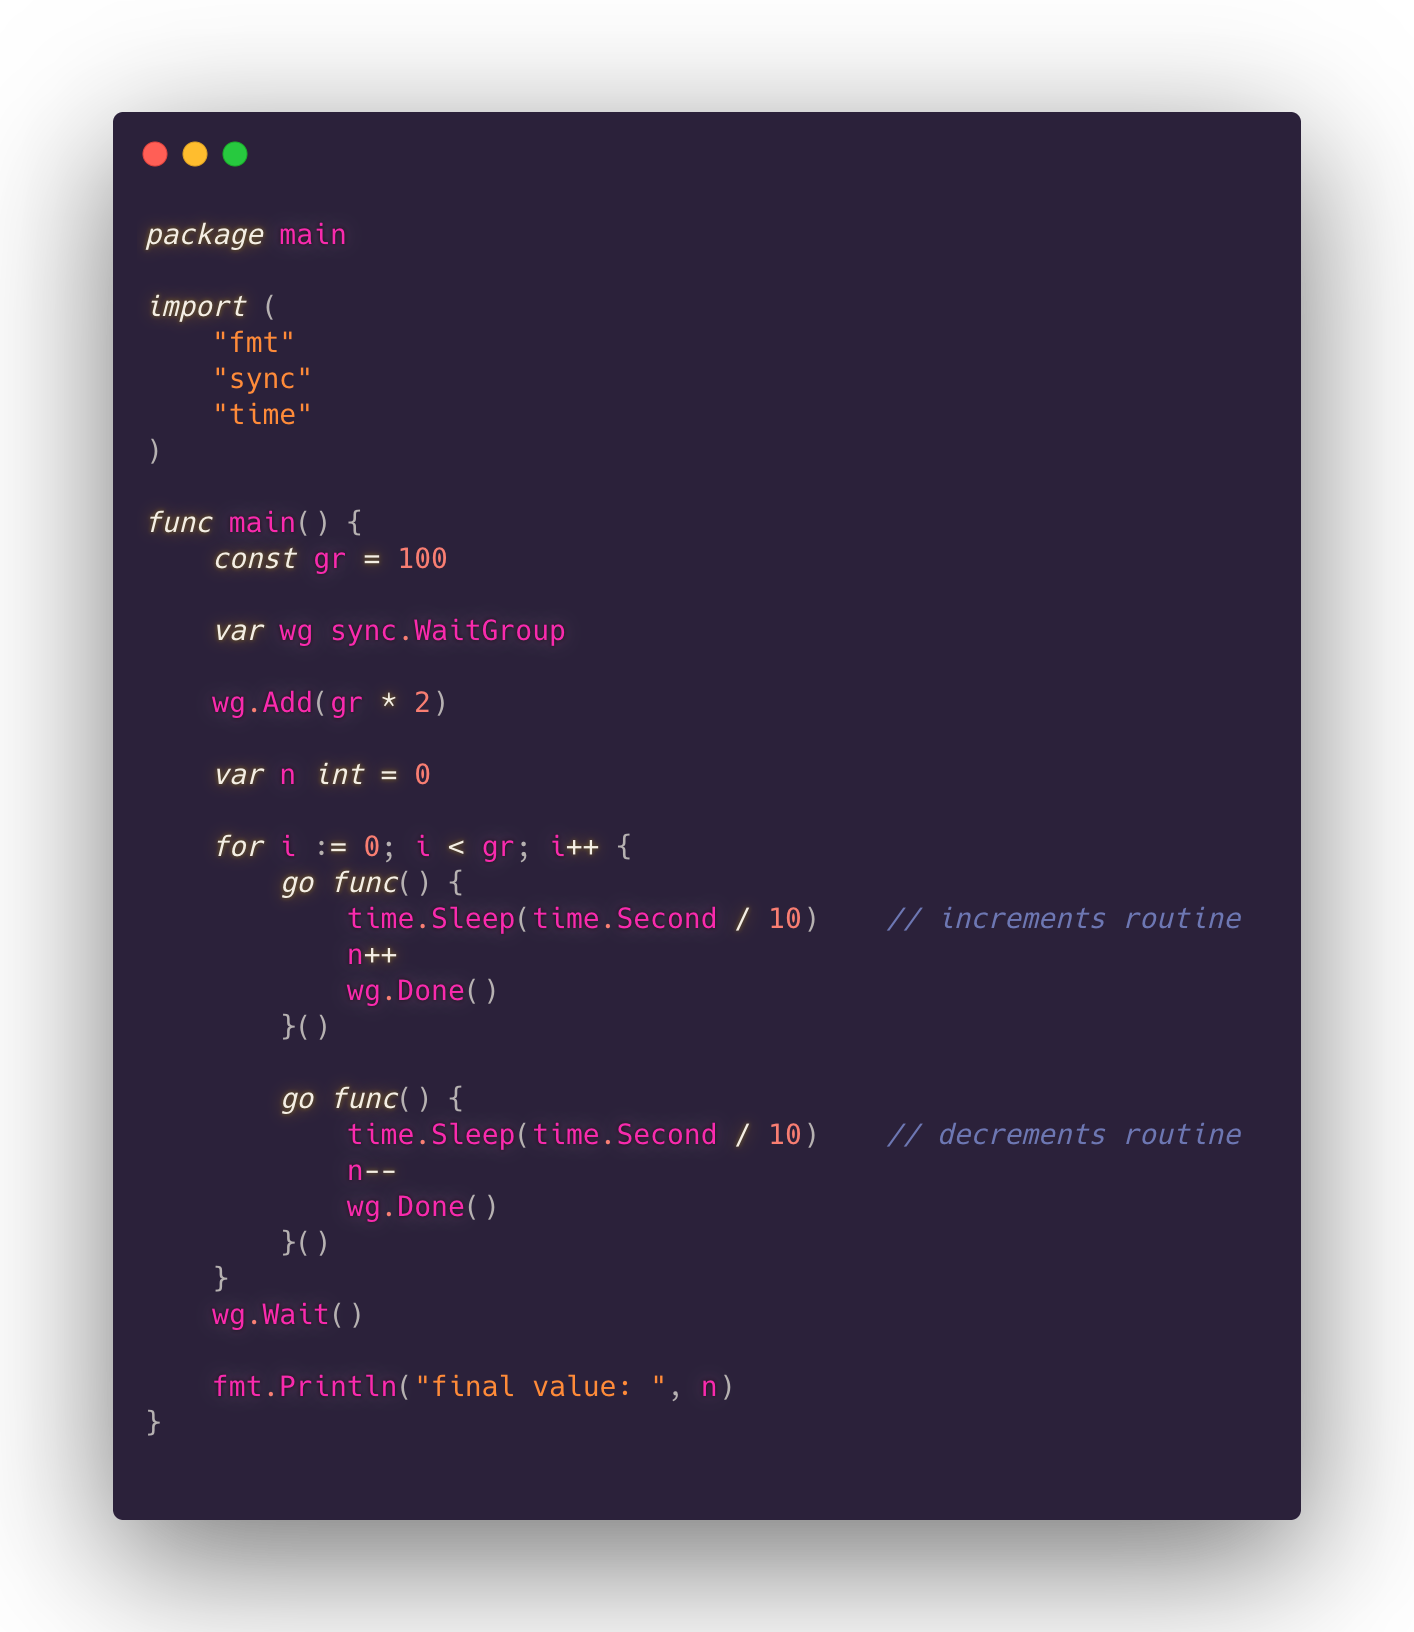 package main

import (
    "fmt"
    "sync"
    "time"
)

func main() {
    const gr = 100

    var wg sync.WaitGroup

    wg.Add(gr * 2)

    var n int = 0

    for i := 0; i < gr; i++ {
        go func() {
            time.Sleep(time.Second / 10)    // increments routine
            n++
            wg.Done()
        }()

        go func() {
            time.Sleep(time.Second / 10)    // decrements routine
            n--
            wg.Done()
        }()
    }
    wg.Wait()

    fmt.Println("final value: ", n)
}